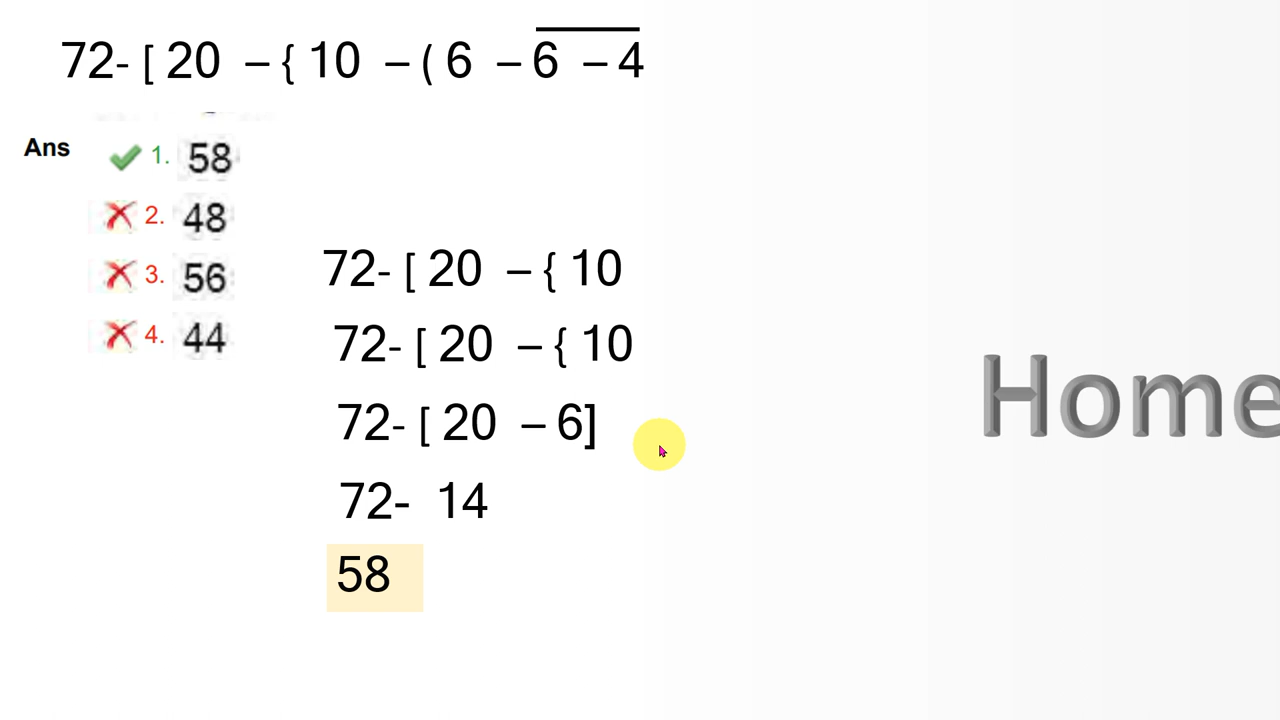 72- [ 20 – { 10 – ( 6 – 6 – 4
Ans
1. 58
2. 48
3. 56
4. 44
72- [ 20 – { 10
72- [ 20 – { 10
72- [ 20 – 6]
72- 14
58
Home